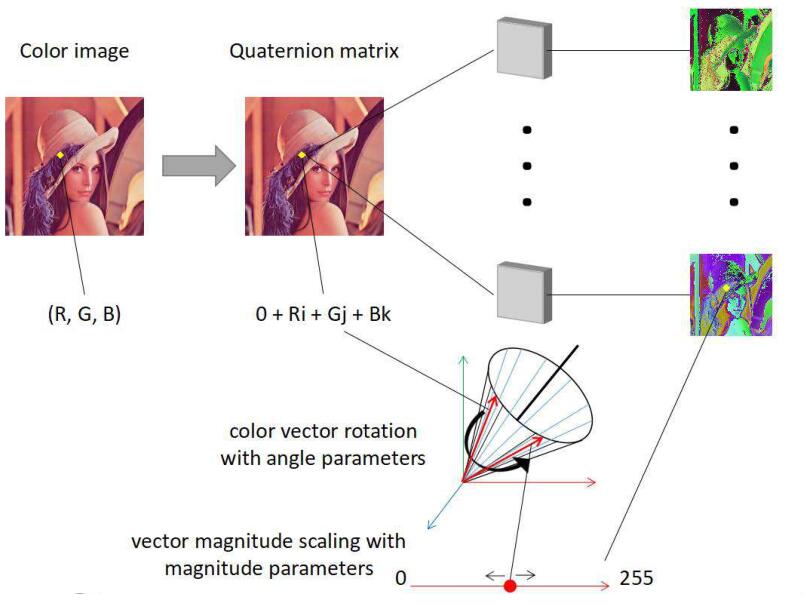 Color image
Quaternion matrix
(R, G, B)
0 + Ri + Gj + Bk
color vector rotation
with angle parameters
vector magnitude scaling with
magnitude parameters
0
255